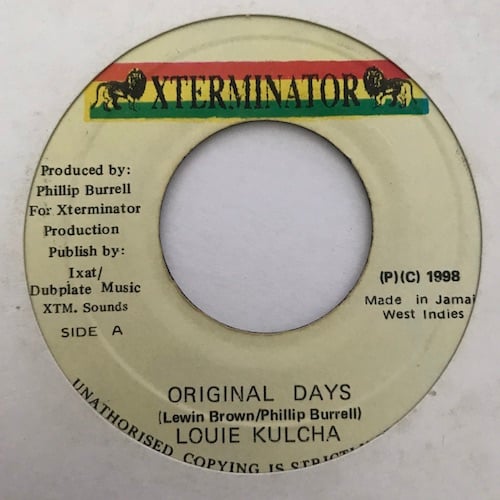 XTERMINATOR
Produced by:
Phillip Burrell
For Xterminator
Production
Publish by:
Ixat/
Dubplate Music
XTM. Sounds
SIDE A
(P)(C) 1998
Made in Jamai
West Indies
ORIGINAL DAYS
(Lewin Brown/Phillip Burrell)
LOUIE KULCHA
UNAUTHORISED COPYING IS STRICTL